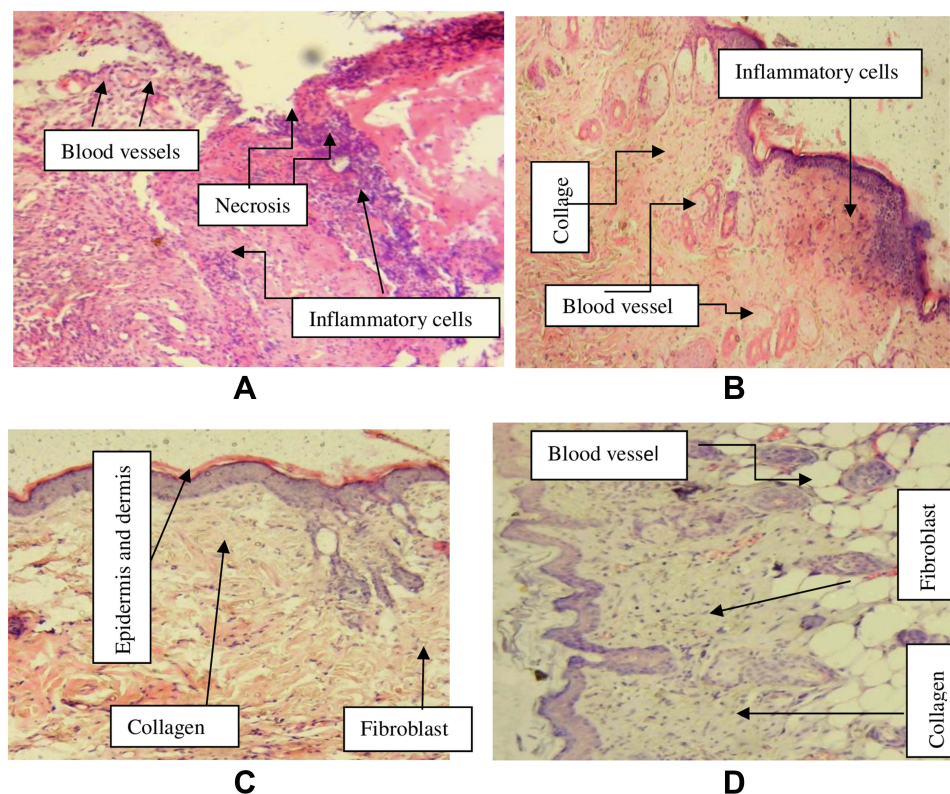 Blood vessels
Necrosis
Inflammatory cells
A
Inflammatory cells
Collage
Blood vessel
B
Epidermis and dermis
Collagen
Fibroblast
C
Blood vessel
Fibroblast
Collagen
D